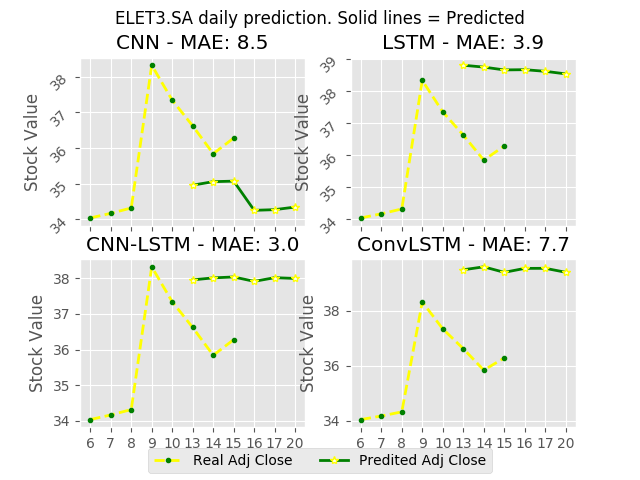 ELET3.SA daily prediction. Solid lines = Predicted
CNN - MAE: 8.5
LSTM - MAE: 3.9
Stock Value
38
37
36
35
34
Stock Value
39
38
37
36
35
34
CNN-LSTM - MAE: 3.0
ConvLSTM - MAE: 7.7
Stock Value
38
37
36
35
34
6 7 8 9 10 13 14 15 16 17 20
Stock Value
38
36
34
6 7 8 9 10 13 14 15 16 17 20
Real Adj Close
Predited Adj Close